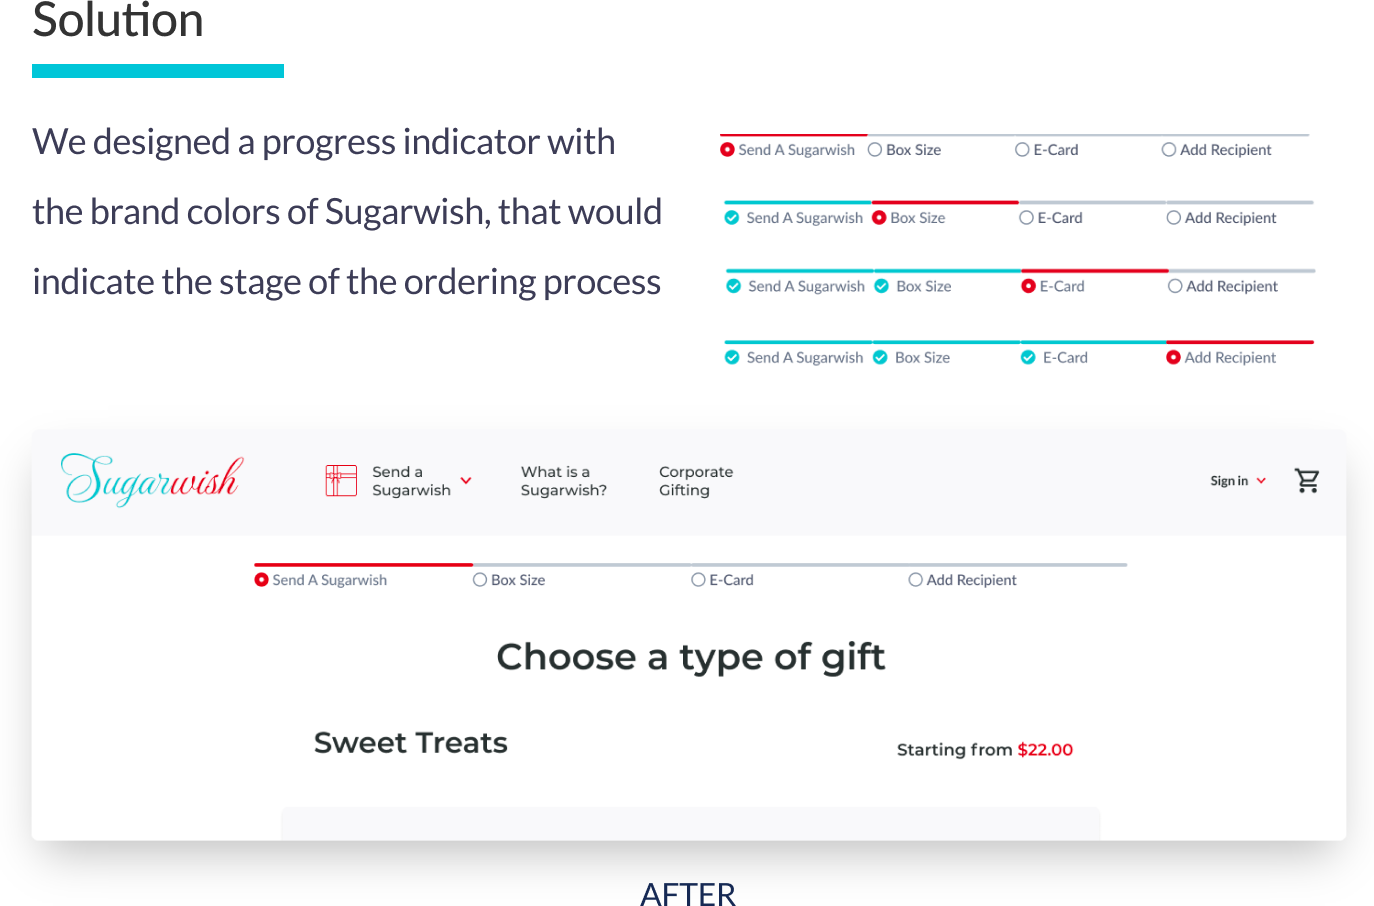 Solution
We designed a progress indicator with
the brand colors of Sugarwish, that would
indicate the stage of the ordering process
Send A Sugarwish Box Size E-Card Add Recipient
Send A Sugarwish Box Size E-Card Add Recipient
Send A Sugarwish Box Size E-Card Add Recipient
Send A Sugarwish Box Size E-Card Add Recipient
Sugarwish
Send a
Sugarwish
What is a
Sugarwish?
Corporate
Gifting
Sign in
Send A Sugarwish Box Size E-Card Add Recipient
Choose a type of gift
Sweet Treats
Starting from $22.00
AFTER